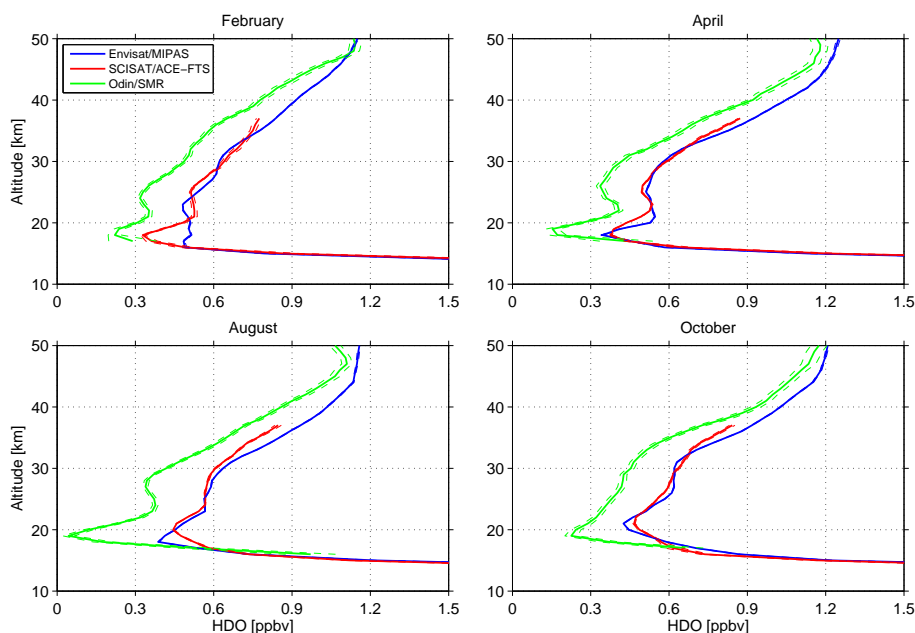 February
April
50
40
30
20
10
Altitude [km]
Envisat/MIPAS
SCISAT/ACE−FTS
Odin/SMR
0 0.3 0.6 0.9 1.2 1.5
50
40
30
20
10
Altitude [km]
0 0.3 0.6 0.9 1.2 1.5
August
October
50
40
30
20
10
Altitude [km]
0 0.3 0.6 0.9 1.2 1.5
HDO [ppbv]
50
40
30
20
10
Altitude [km]
0 0.3 0.6 0.9 1.2 1.5
HDO [ppbv]